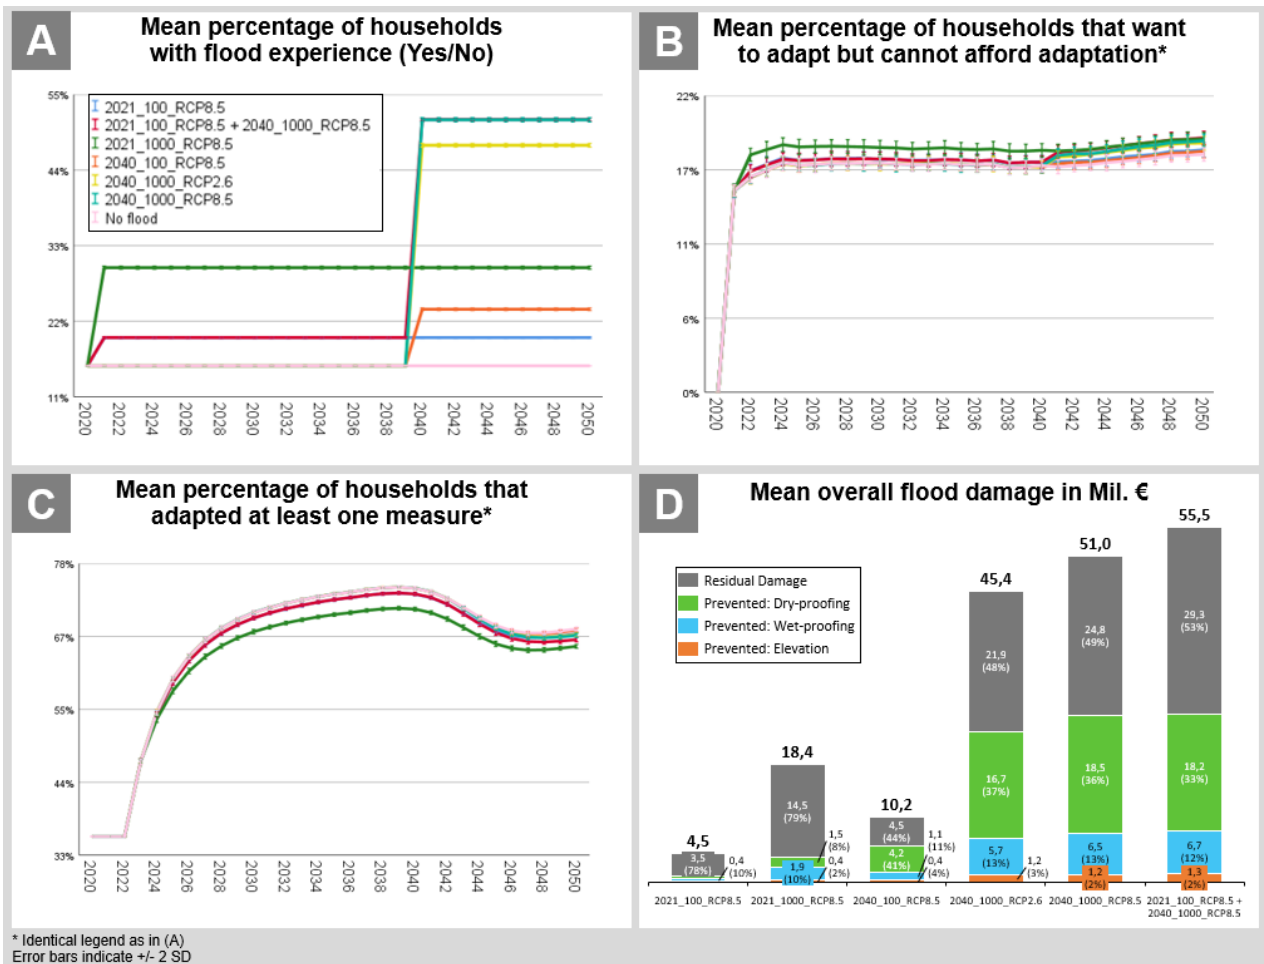 A
Mean percentage of households
with flood experience (Yes/No)
55%
44%
33%
22%
11%
2021_100_RCP8.5
2021_100_RCP8.5 + 2040_1000_RCP8.5
2021_1000_RCP8.5
2040_100_RCP8.5
2040_1000_RCP2.6
2040_1000_RCP8.5
No flood
2020 2022 2024 2026 2028 2030 2032 2034 2036 2038 2040 2042 2044 2046 2048 2050
B
Mean percentage of households that want
to adapt but cannot afford adaptation*
22%
17%
11%
6%
0%
2020 2022 2024 2026 2028 2030 2032 2034 2036 2038 2040 2042 2044 2046 2048 2050
C
Mean percentage of households that
adapted at least one measure*
78%
67%
55%
44%
33%
2020 2022 2024 2026 2028 2030 2032 2034 2036 2038 2040 2042 2044 2046 2048 2050
D
Mean overall flood damage in Mil. €
Residual Damage
Prevented: Dry-proofing
Prevented: Wet-proofing
Prevented: Elevation
4,5
3,5
(78%)
0,4
(10%)
2021_100_RCP8.5
18,4
14,5
(79%)
1,5
(8%)
1,9
(10%)
0,4
(2%)
2021_1000_RCP8.5
10,2
4,5
(44%)
4,2
(41%)
1,1
(11%)
0,4
(4%)
2040_100_RCP8.5
45,4
21,9
(48%)
16,7
(37%)
5,7
(13%)
1,2
(3%)
2040_1000_RCP2.6
51,0
24,8
(49%)
18,5
(36%)
6,5
(13%)
1,2
(2%)
2040_1000_RCP8.5
55,5
29,3
(53%)
18,2
(33%)
6,7
(12%)
1,3
(2%)
2021_100_RCP8.5 +
2040_1000_RCP8.5
* Identical legend as in (A)
Error bars indicate +/- 2 SD